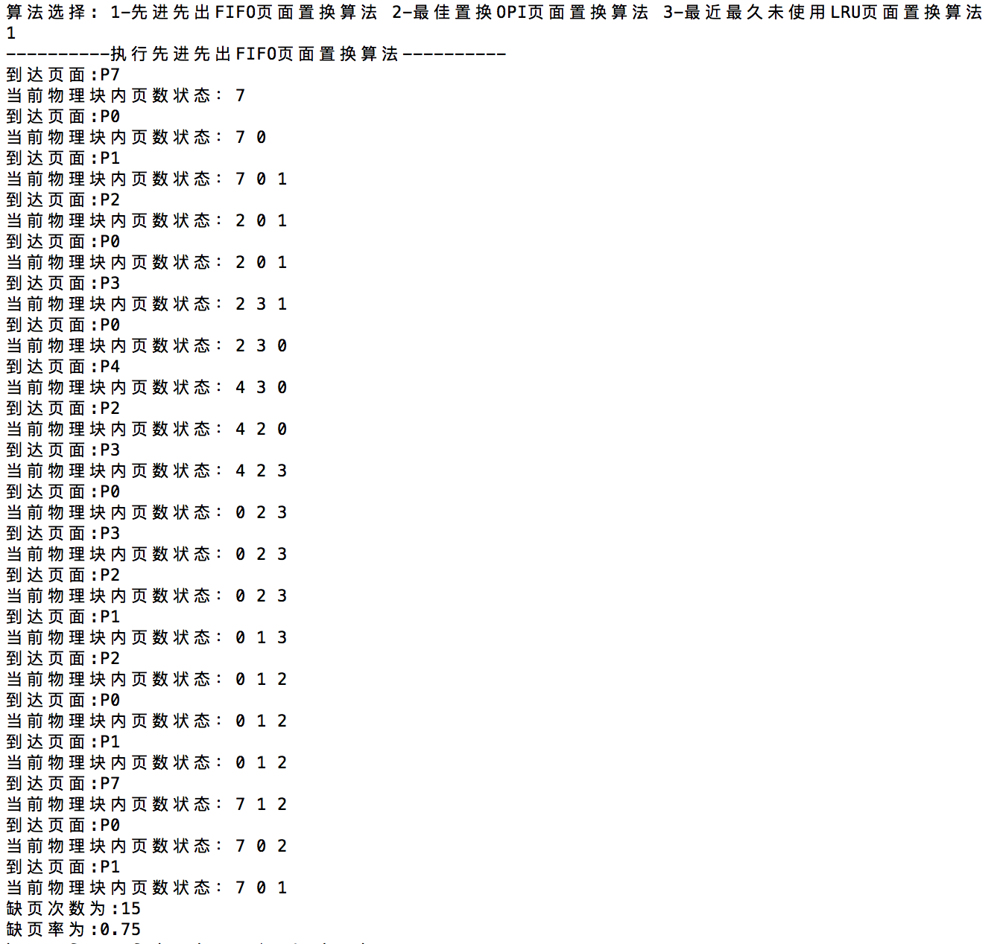 算法选择: 1-先进先出FIFO页面置换算法 2-最佳置换OPI页面置换算法 3-最近最久未使用LRU页面置换算法
1
----------执行先进先出FIFO页面置换算法----------
到达页面:P7
当前物理块内页数状态: 7
到达页面:P0
当前物理块内页数状态: 7 0
到达页面:P1
当前物理块内页数状态: 7 0 1
到达页面:P2
当前物理块内页数状态: 2 0 1
到达页面:P0
当前物理块内页数状态: 2 0 1
到达页面:P3
当前物理块内页数状态: 2 3 1
到达页面:P0
当前物理块内页数状态: 2 3 0
到达页面:P4
当前物理块内页数状态: 4 3 0
到达页面:P2
当前物理块内页数状态: 4 2 0
到达页面:P3
当前物理块内页数状态: 4 2 3
到达页面:P0
当前物理块内页数状态: 0 2 3
到达页面:P3
当前物理块内页数状态: 0 2 3
到达页面:P2
当前物理块内页数状态: 0 2 3
到达页面:P1
当前物理块内页数状态: 0 1 3
到达页面:P2
当前物理块内页数状态: 0 1 2
到达页面:P0
当前物理块内页数状态: 0 1 2
到达页面:P1
当前物理块内页数状态: 0 1 2
到达页面:P7
当前物理块内页数状态: 7 1 2
到达页面:P0
当前物理块内页数状态: 7 0 2
到达页面:P1
当前物理块内页数状态: 7 0 1
缺页次数为:15
缺页率为:0.75